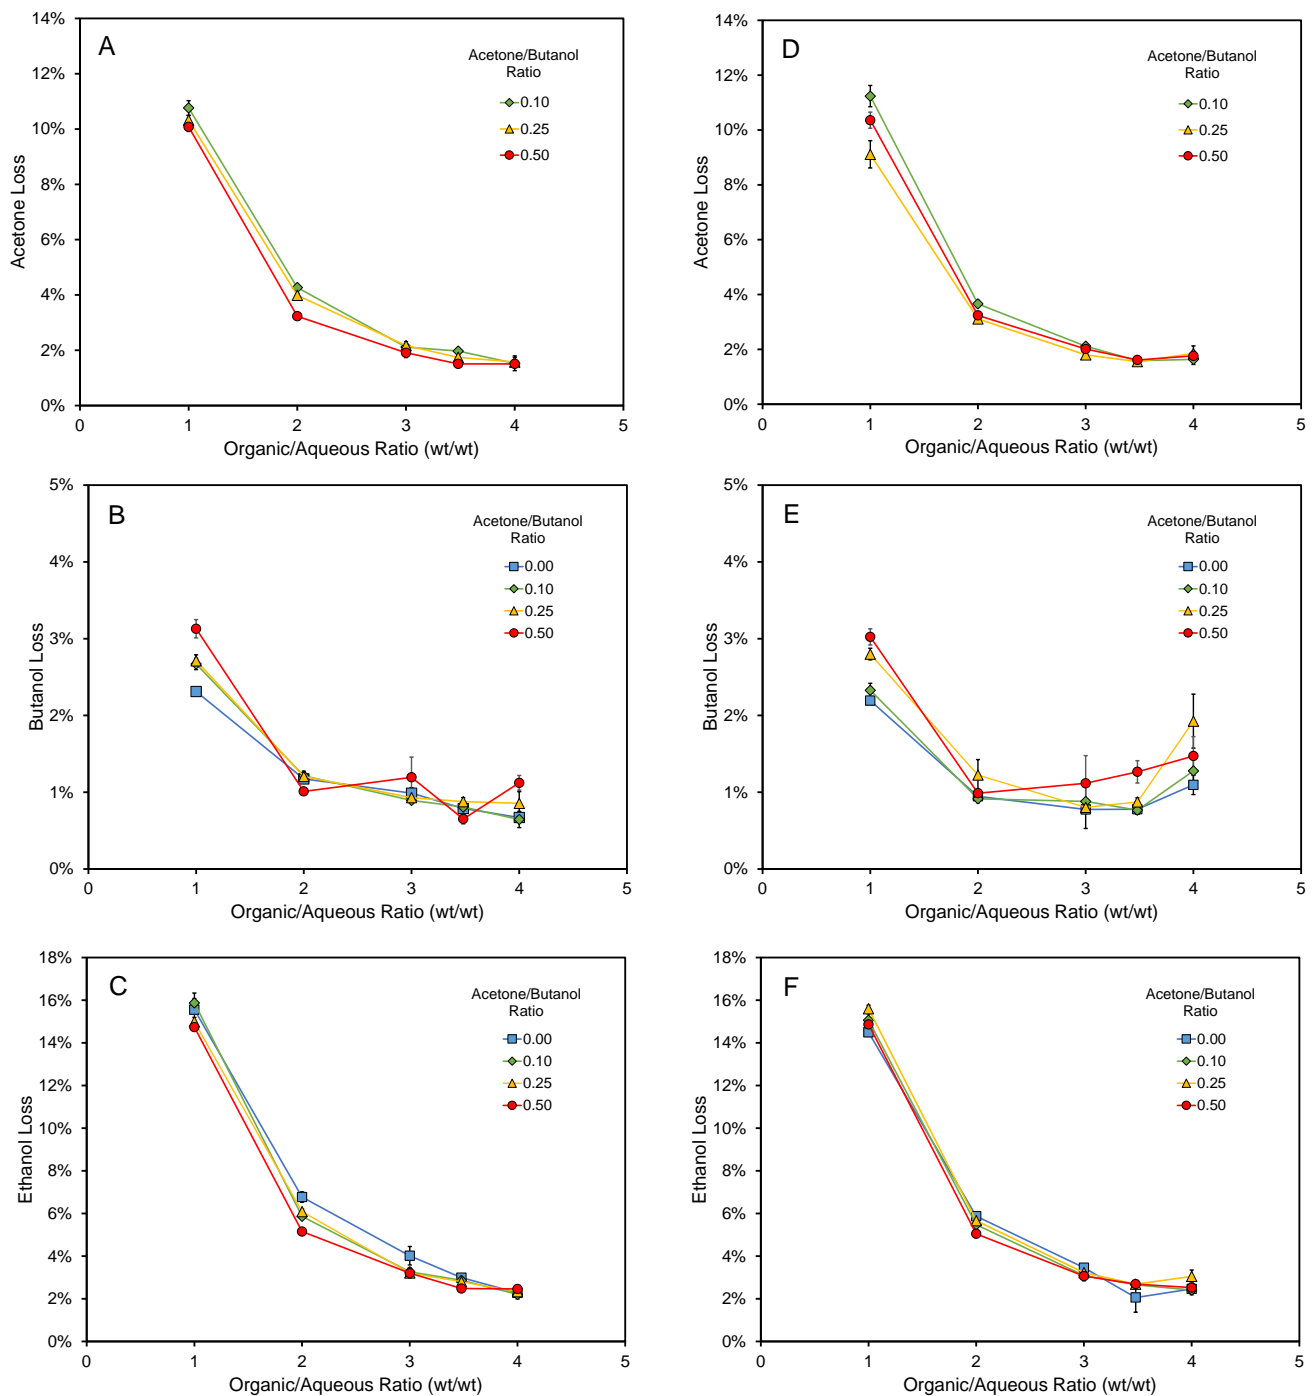 A
Acetone/Butanol
Ratio
0.10
0.25
0.50
14%
12%
10%
8%
6%
4%
2%
0%
Acetone Loss
0 1 2 3 4 5
Organic/Aqueous Ratio (wt/wt)
D
Acetone/Butanol
Ratio
0.10
0.25
0.50
14%
12%
10%
8%
6%
4%
2%
0%
Acetone Loss
0 1 2 3 4 5
Organic/Aqueous Ratio (wt/wt)
B
Acetone/Butanol
Ratio
0.00
0.10
0.25
0.50
5%
4%
3%
2%
1%
0%
Butanol Loss
0 1 2 3 4 5
Organic/Aqueous Ratio (wt/wt)
E
Acetone/Butanol
Ratio
0.00
0.10
0.25
0.50
5%
4%
3%
2%
1%
0%
Butanol Loss
0 1 2 3 4 5
Organic/Aqueous Ratio (wt/wt)
C
Acetone/Butanol
Ratio
0.00
0.10
0.25
0.50
18%
16%
14%
12%
10%
8%
6%
4%
2%
0%
Ethanol Loss
0 1 2 3 4 5
Organic/Aqueous Ratio (wt/wt)
F
Acetone/Butanol
Ratio
0.00
0.10
0.25
0.50
18%
16%
14%
12%
10%
8%
6%
4%
2%
0%
Ethanol Loss
0 1 2 3 4 5
Organic/Aqueous Ratio (wt/wt)